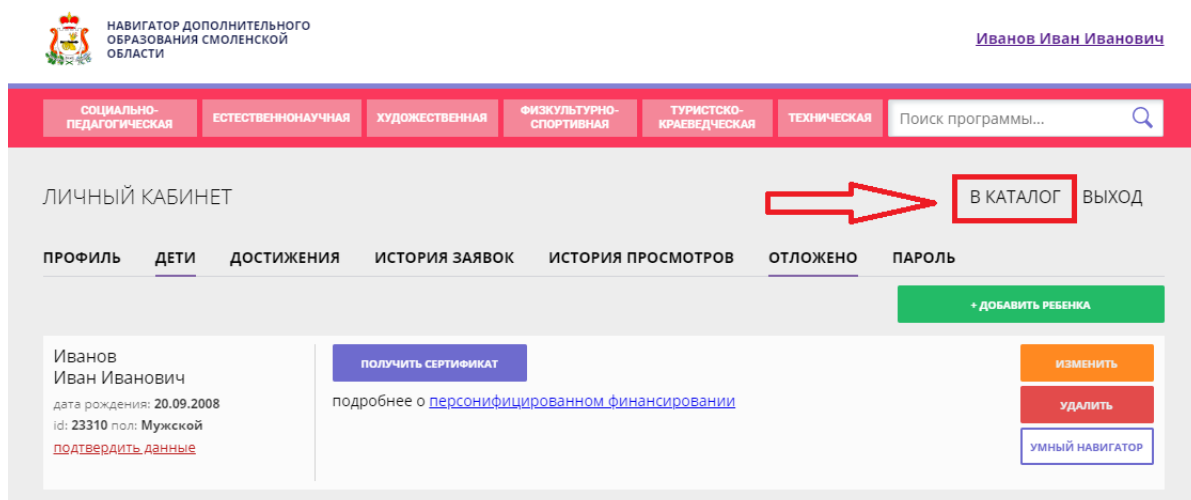 НАВИГАТОР ДОПОЛНИТЕЛЬНОГО
ОБРАЗОВАНИЯ СМОЛЕНСКОЙ
ОБЛАСТИ
Иванов Иван Иванович
СОЦИАЛЬНО-
ПЕДАГОГИЧЕСКАЯ
ЕСТЕСТВЕННОНАУЧНАЯ
ХУДОЖЕСТВЕННАЯ
ФИЗКУЛЬТУРНО-
СПОРТИВНАЯ
ТУРИСТСКО-
КРАЕВЕДЧЕСКАЯ
ТЕХНИЧЕСКАЯ
Поиск программы...
ЛИЧНЫЙ КАБИНЕТ
В КАТАЛОГ
ВЫХОД
ПРОФИЛЬ ДЕТИ ДОСТИЖЕНИЯ ИСТОРИЯ ЗАЯВОК ИСТОРИЯ ПРОСМОТРОВ ОТЛОЖЕНО ПАРОЛЬ
+ ДОБАВИТЬ РЕБЕНКА
Иванов
Иван Иванович
дата рождения: 20.09.2008
id: 23310 пол: Мужской
подтвердить данные
ПОЛУЧИТЬ СЕРТИФИКАТ
подробнее о персонифицированном финансировании
ИЗМЕНИТЬ
УДАЛИТЬ
УМНЫЙ НАВИГАТОР